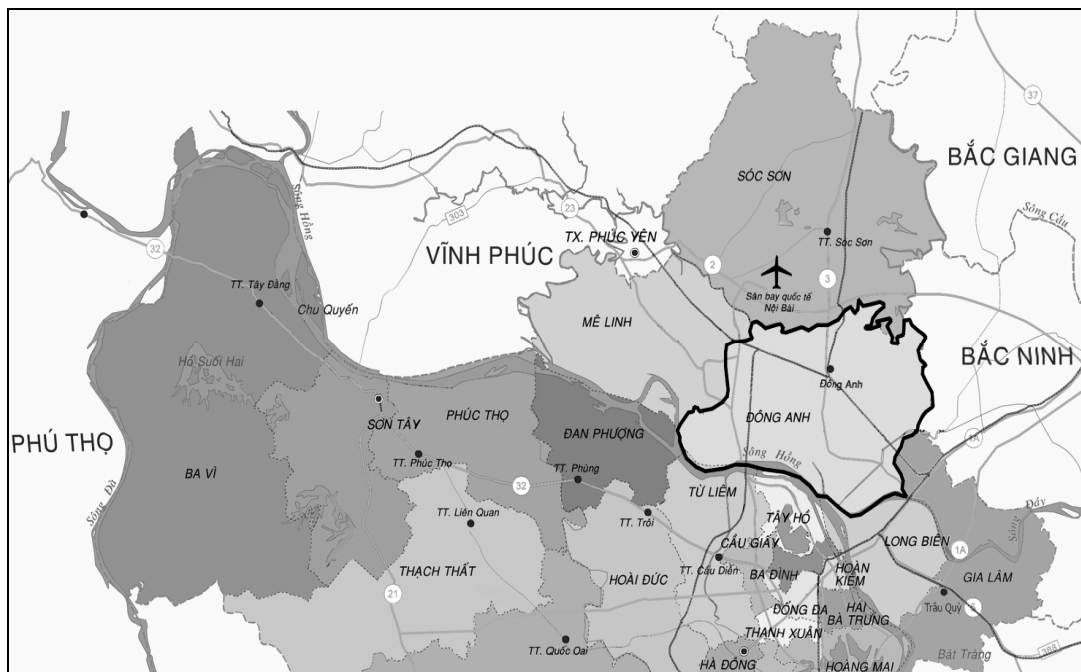 37
BẮC GIANG
SÓC SƠN
Sông Cầu
Sông Hồng
303
23
TX. PHÚC YÊN
TT. Sóc Sơn
32
VĨNH PHÚC
2
3
Sân bay quốc tế
Nội Bài
TT. Tây Đằng
Chu Quyến
MÊ LINH
BẮC NINH
Hồ Suối Hai
Đông Anh
SƠN TÂY
PHÚC THỌ
ĐÔNG ANH
ĐAN PHƯỢNG
1A
PHÚ THỌ
BA VÌ
TT. Phúc Thọ
Sông Hồng
TT. Phùng
32
TỪ LIÊM
Sông Đà
TT. Liên Quan
TT. Trôi
TÂY HỒ
Sông Đáy
CẦU GIẤY
LONG BIÊN
1A
THẠCH THẤT
HOÀI ĐỨC
TT. Cầu Diễn
BA ĐÌNH
HOÀN
KIẾM
GIA LÂM
21
ĐỐNG ĐA
HAI
BÀ TRƯNG
Trầu Quỳ
5
THANH XUÂN
TT. Quốc Oai
HÀ ĐÔNG
HOÀNG MAI
Bát Tràng
388